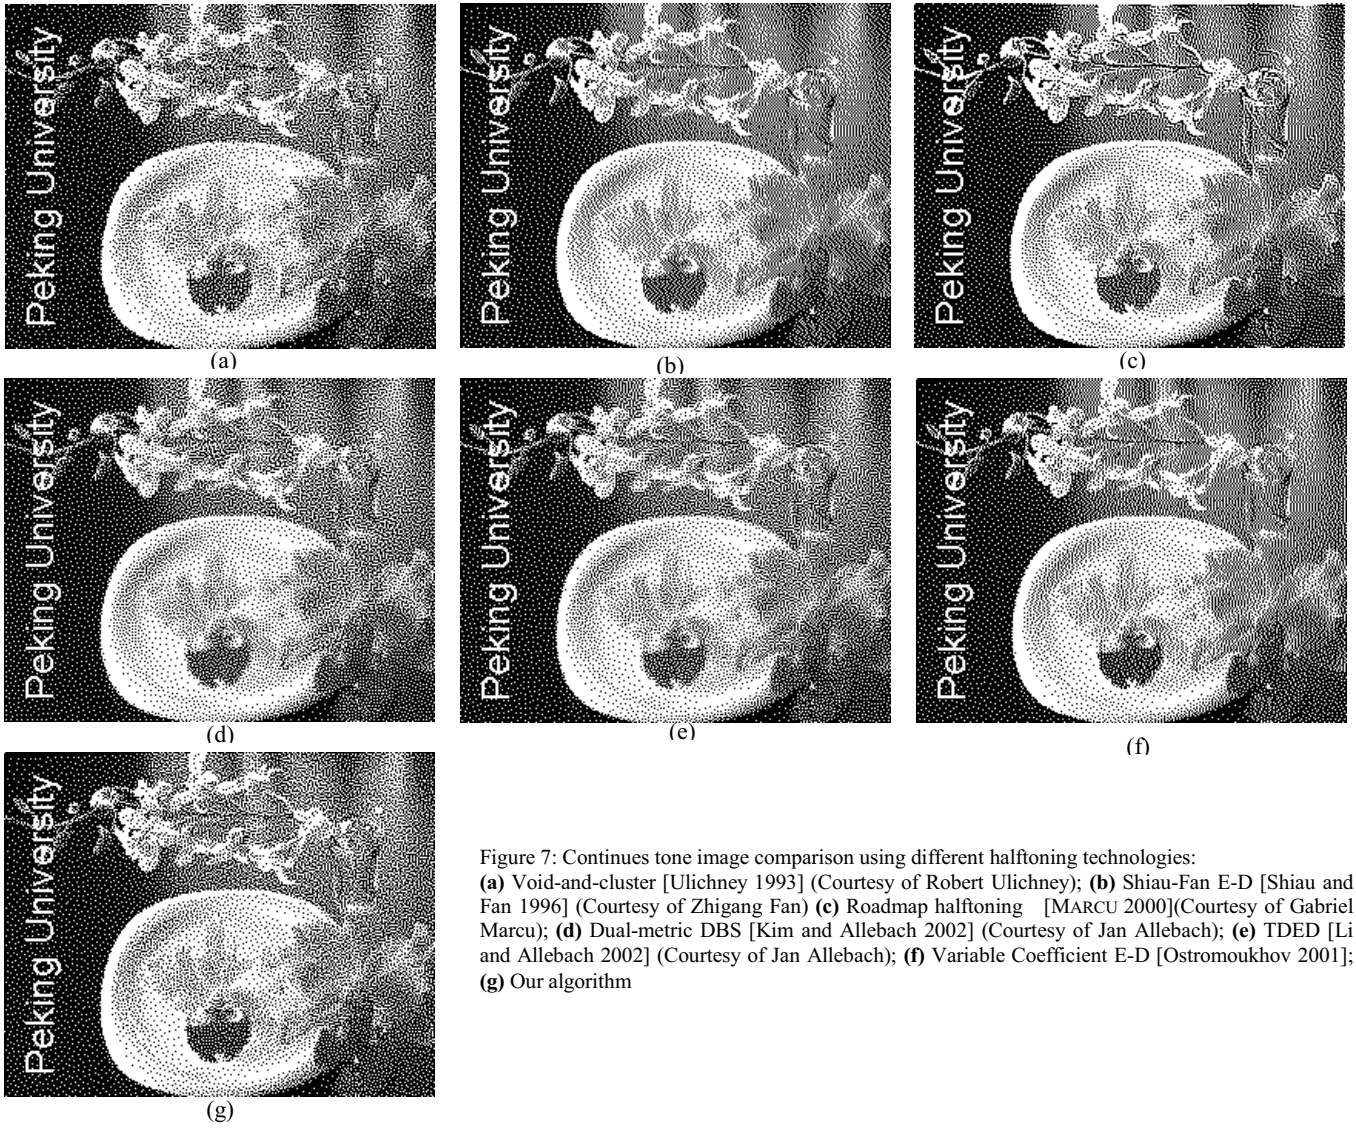 Peking University
Peking University
Peking University
(a)
(b)
(c)
Peking University
Peking University
Peking University
(d)
(e)
(f)
Peking University
(g)
Figure 7: Continues tone image comparison using different halftoning technologies:
(a) Void-and-cluster [Ulichney 1993] (Courtesy of Robert Ulichney); (b) Shiau-Fan E-D [Shiau and
Fan 1996] (Courtesy of Zhigang Fan) (c) Roadmap halftoning [MARCU 2000](Courtesy of Gabriel
Marcu); (d) Dual-metric DBS [Kim and Allebach 2002] (Courtesy of Jan Allebach); (e) TDED [Li
and Allebach 2002] (Courtesy of Jan Allebach); (f) Variable Coefficient E-D [Ostromoukhov 2001];
(g) Our algorithm